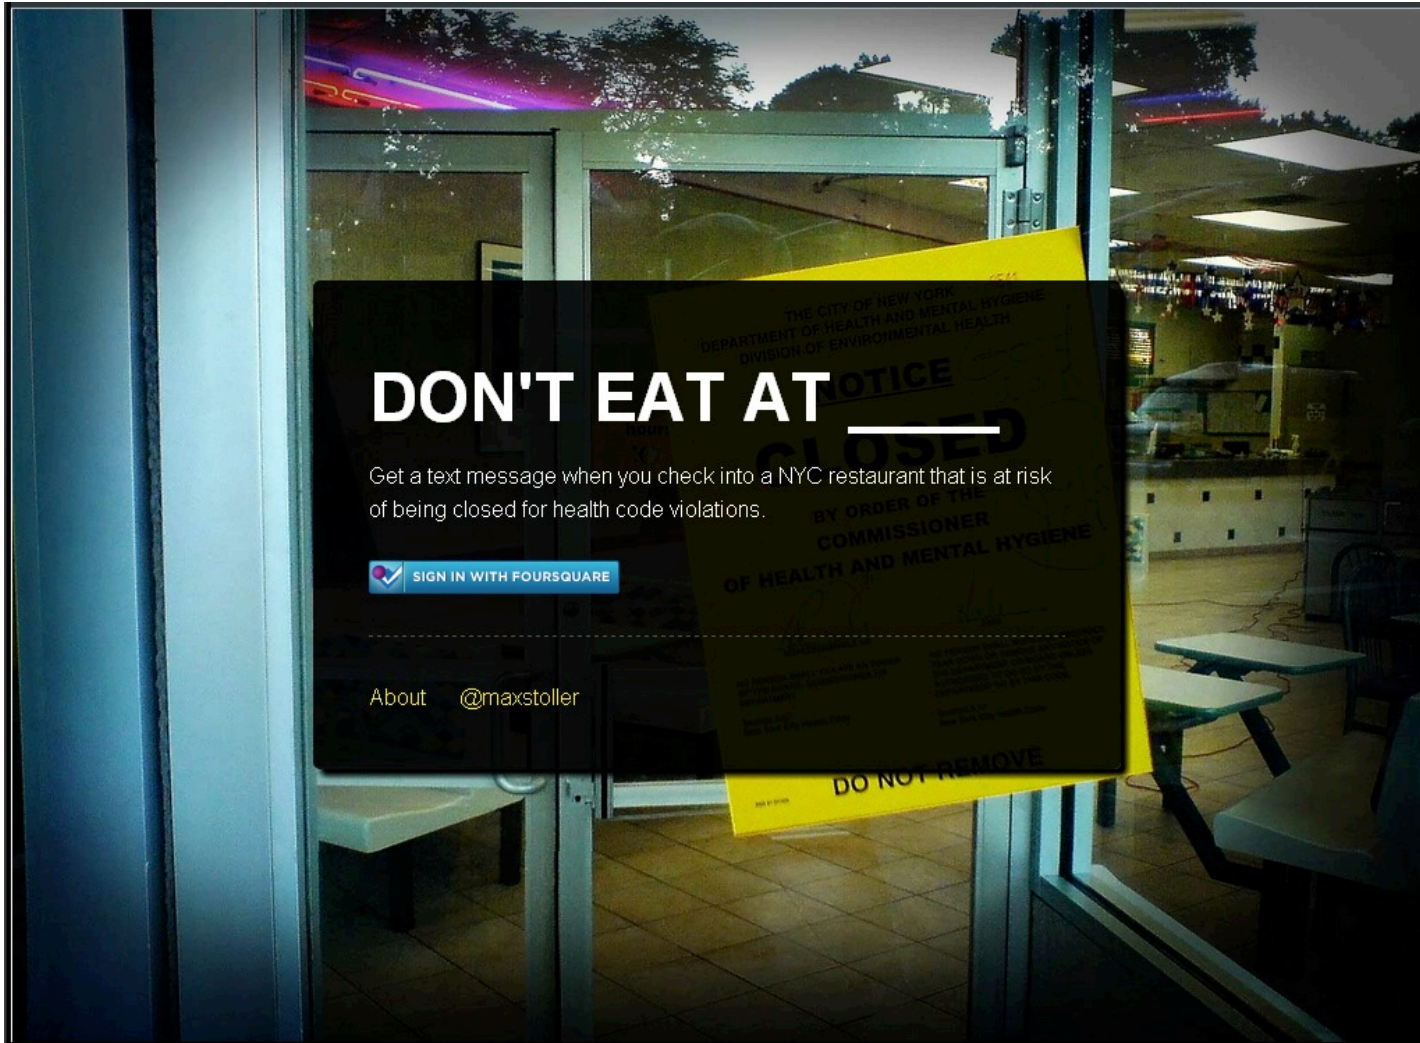 THE CITY OF NEW YORK
DEPARTMENT OF HEALTH AND MENTAL HYGIENE
DIVISION OF ENVIRONMENTAL HEALTH
NOTICE
CLOSED
BY ORDER OF THE
COMMISSIONER
OF HEALTH AND MENTAL HYGIENE
DO NOT REMOVE
DON'T EAT AT ____
Get a text message when you check into a NYC restaurant that is at risk
of being closed for health code violations.
SIGN IN WITH FOURSQUARE
About @maxstoller